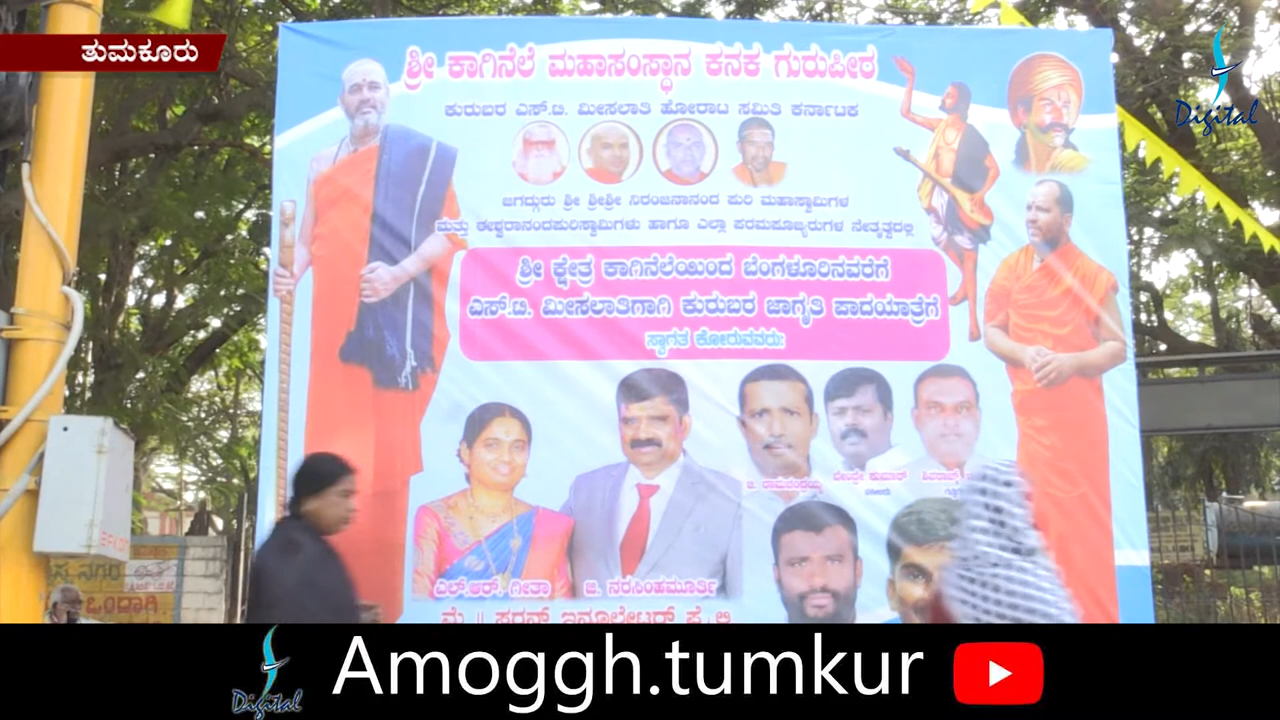 ತುಮಕೂರು
Digital
ಶ್ರೀ ಕಾಗಿನೆಲೆ ಮಹಾಸಂಸ್ಥಾನ ಕನಕ ಗುರುಪೀಠ
ಕುರುಬರ ಎಸ್.ಟಿ. ಮೀಸಲಾತಿ ಹೋರಾಟ ಸಮಿತಿ ಕರ್ನಾಟಕ
ಜಗದ್ಗುರು ಶ್ರೀ ಶ್ರೀಶ್ರೀ ನಿರಂಜನಾನಂದ ಪುರಿ ಮಹಾಸ್ವಾಮಿಗಳ
ಮತ್ತು ಈಶ್ವರಾನಂದಪುರಿಸ್ವಾಮಿಗಳು ಹಾಗೂ ಎಲ್ಲಾ ಪರಮಪೂಜ್ಯರುಗಳ ನೇತೃತ್ವದಲ್ಲಿ
ಶ್ರೀ ಕ್ಷೇತ್ರ ಕಾಗಿನೆಲೆಯಿಂದ ಬೆಂಗಳೂರಿನವರೆಗೆ
ಎಸ್.ಟಿ. ಮೀಸಲಾತಿಗಾಗಿ ಕುರುಬರ ಜಾಗೃತಿ ಪಾದಯಾತ್ರೆಗೆ
ಸ್ವಾಗತ ಕೋರುವವರು:
ಎಲ್.ಆರ್. ಗೀತಾ
ಜಿ. ನರಸಿಂಹಮೂರ್ತಿ
ನಗರ
ಒಂದಾಗಿ
Amoggh.tumkur
Digital